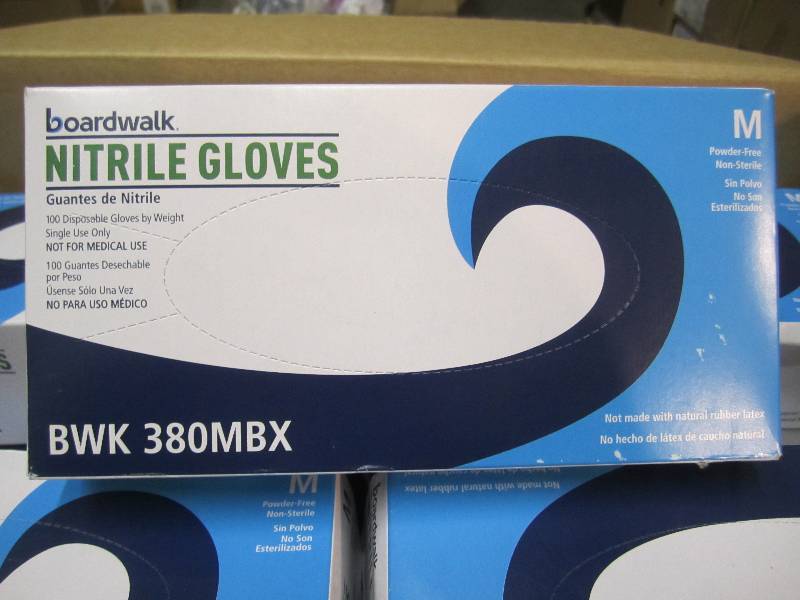 boardwalk.
NITRILE GLOVES
Guantes de Nitrile
100 Disposable Gloves by Weight
Single Use Only
NOT FOR MEDICAL USE
100 Guantes Desechable
por Peso
Úsense Sólo Una Vez
NO PARA USO MÉDICO
BWK 380MBX
M
Powder-Free
Non-Sterile
Sin Polvo
No Son
Esterilizados
Not made with natural rubber latex
No hecho de látex de caucho natural
S
M
Powder-Free
Non-Sterile
Sin Polvo
No Son
Esterilizados
boardwalk
Not made with natural rubber latex